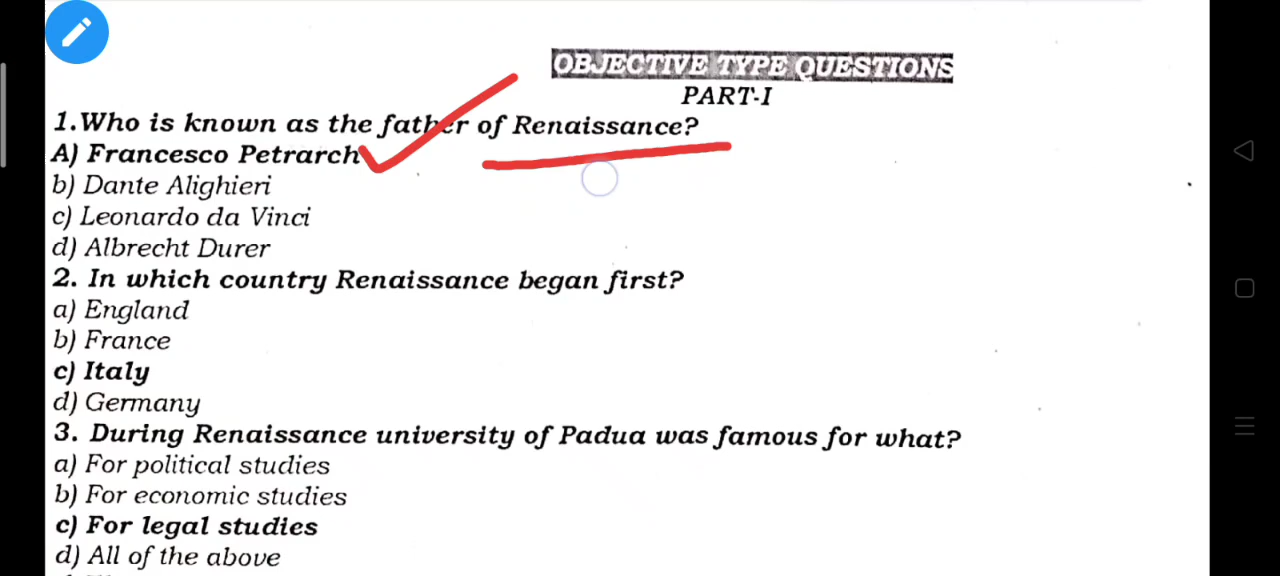 OBJECTIVE TYPE QUESTIONS
PART-I
1.Who is known as the father of Renaissance?
A) Francesco Petrarch
b) Dante Alighieri
c) Leonardo da Vinci
d) Albrecht Durer
2. In which country Renaissance began first?
a) England
b) France
c) Italy
d) Germany
3. During Renaissance university of Padua was famous for what?
a) For political studies
b) For economic studies
c) For legal studies
d) All of the above